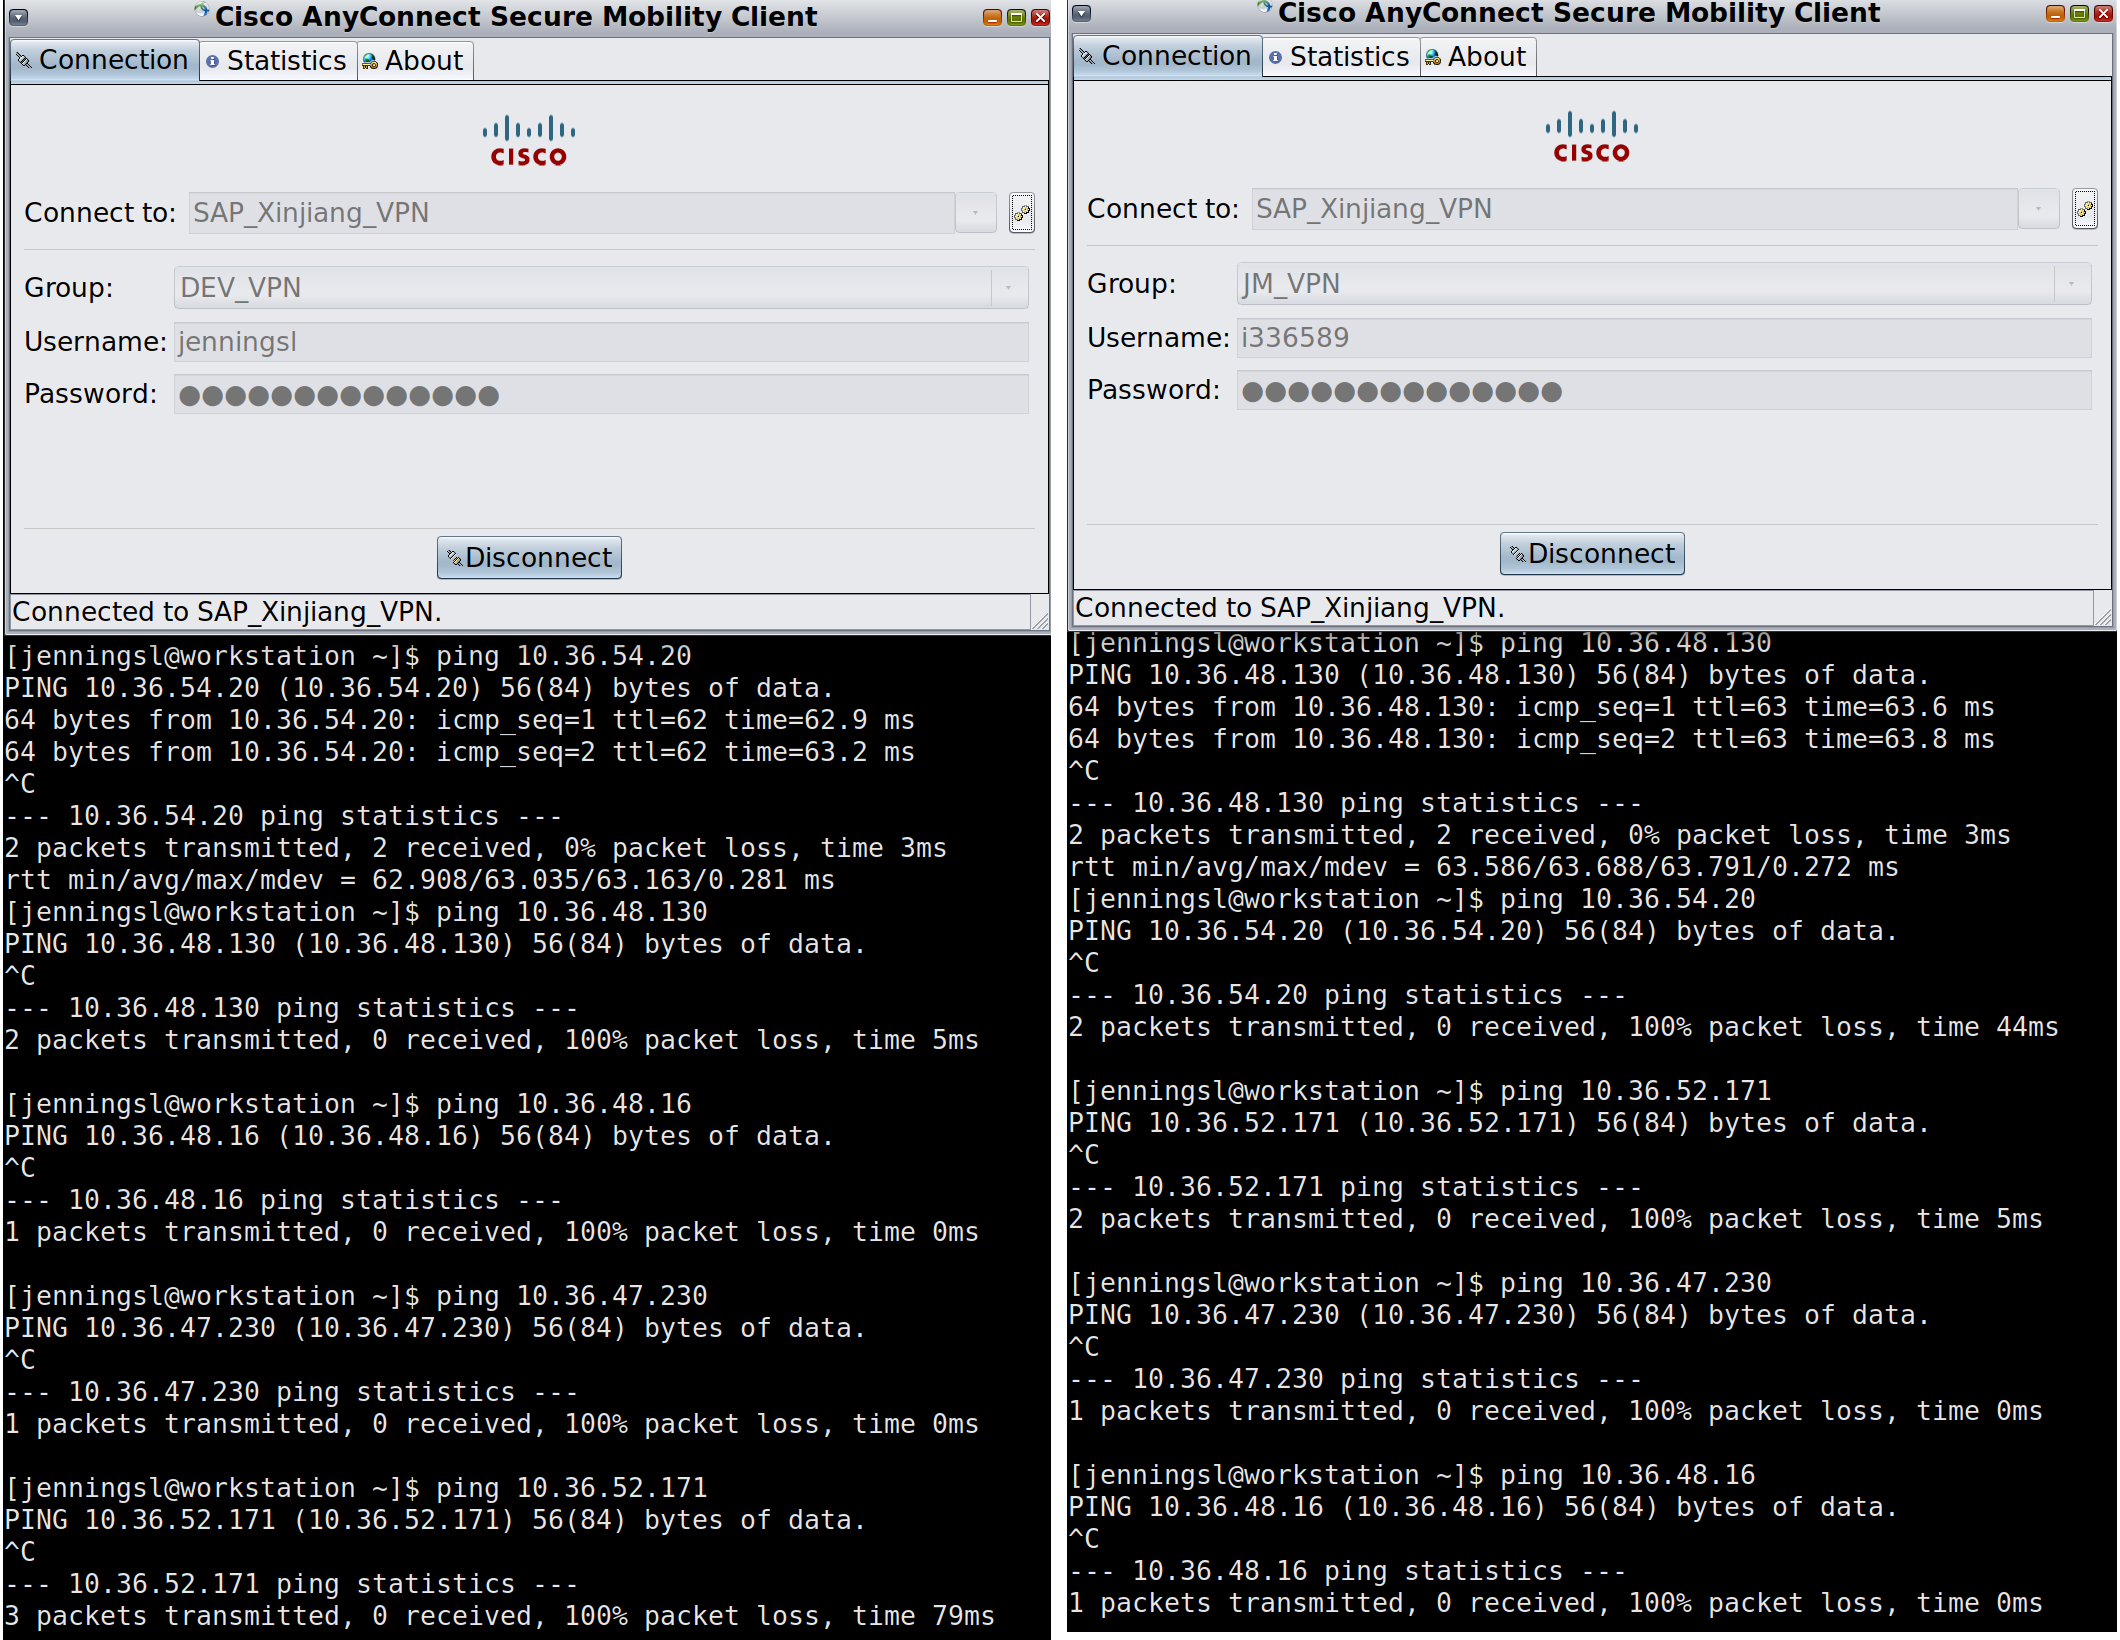 Cisco AnyConnect Secure Mobility Client
Connection Statistics About
CISCO
Connect to: SAP_Xinjiang_VPN
Group: DEV_VPN
Username: jenningsl
Password: ●●●●●●●●●●●●●●
Disconnect
Connected to SAP_Xinjiang_VPN.
[jenningsl@workstation ~]$ ping 10.36.54.20
PING 10.36.54.20 (10.36.54.20) 56(84) bytes of data.
64 bytes from 10.36.54.20: icmp_seq=1 ttl=62 time=62.9 ms
64 bytes from 10.36.54.20: icmp_seq=2 ttl=62 time=63.2 ms
^C
--- 10.36.54.20 ping statistics ---
2 packets transmitted, 2 received, 0% packet loss, time 3ms
rtt min/avg/max/mdev = 62.908/63.035/63.163/0.281 ms
[jenningsl@workstation ~]$ ping 10.36.48.130
PING 10.36.48.130 (10.36.48.130) 56(84) bytes of data.
^C
--- 10.36.48.130 ping statistics ---
2 packets transmitted, 0 received, 100% packet loss, time 5ms
[jenningsl@workstation ~]$ ping 10.36.48.16
PING 10.36.48.16 (10.36.48.16) 56(84) bytes of data.
^C
--- 10.36.48.16 ping statistics ---
1 packets transmitted, 0 received, 100% packet loss, time 0ms
[jenningsl@workstation ~]$ ping 10.36.47.230
PING 10.36.47.230 (10.36.47.230) 56(84) bytes of data.
^C
--- 10.36.47.230 ping statistics ---
1 packets transmitted, 0 received, 100% packet loss, time 0ms
[jenningsl@workstation ~]$ ping 10.36.52.171
PING 10.36.52.171 (10.36.52.171) 56(84) bytes of data.
^C
--- 10.36.52.171 ping statistics ---
3 packets transmitted, 0 received, 100% packet loss, time 79ms
Cisco AnyConnect Secure Mobility Client
Connection Statistics About
CISCO
Connect to: SAP_Xinjiang_VPN
Group: JM_VPN
Username: i336589
Password: ●●●●●●●●●●●●●●
Disconnect
Connected to SAP_Xinjiang_VPN.
[jenningsl@workstation ~]$ ping 10.36.48.130
PING 10.36.48.130 (10.36.48.130) 56(84) bytes of data.
64 bytes from 10.36.48.130: icmp_seq=1 ttl=63 time=63.6 ms
64 bytes from 10.36.48.130: icmp_seq=2 ttl=63 time=63.8 ms
^C
--- 10.36.48.130 ping statistics ---
2 packets transmitted, 2 received, 0% packet loss, time 3ms
rtt min/avg/max/mdev = 63.586/63.688/63.791/0.272 ms
[jenningsl@workstation ~]$ ping 10.36.54.20
PING 10.36.54.20 (10.36.54.20) 56(84) bytes of data.
^C
--- 10.36.54.20 ping statistics ---
2 packets transmitted, 0 received, 100% packet loss, time 44ms
[jenningsl@workstation ~]$ ping 10.36.52.171
PING 10.36.52.171 (10.36.52.171) 56(84) bytes of data.
^C
--- 10.36.52.171 ping statistics ---
2 packets transmitted, 0 received, 100% packet loss, time 5ms
[jenningsl@workstation ~]$ ping 10.36.47.230
PING 10.36.47.230 (10.36.47.230) 56(84) bytes of data.
^C
--- 10.36.47.230 ping statistics ---
1 packets transmitted, 0 received, 100% packet loss, time 0ms
[jenningsl@workstation ~]$ ping 10.36.48.16
PING 10.36.48.16 (10.36.48.16) 56(84) bytes of data.
^C
--- 10.36.48.16 ping statistics ---
1 packets transmitted, 0 received, 100% packet loss, time 0ms